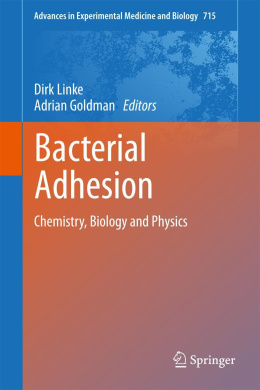 Advances in Experimental Medicine and Biology 715
Dirk Linke
Adrian Goldman Editors
Bacterial
Adhesion
Chemistry, Biology and Physics
Springer